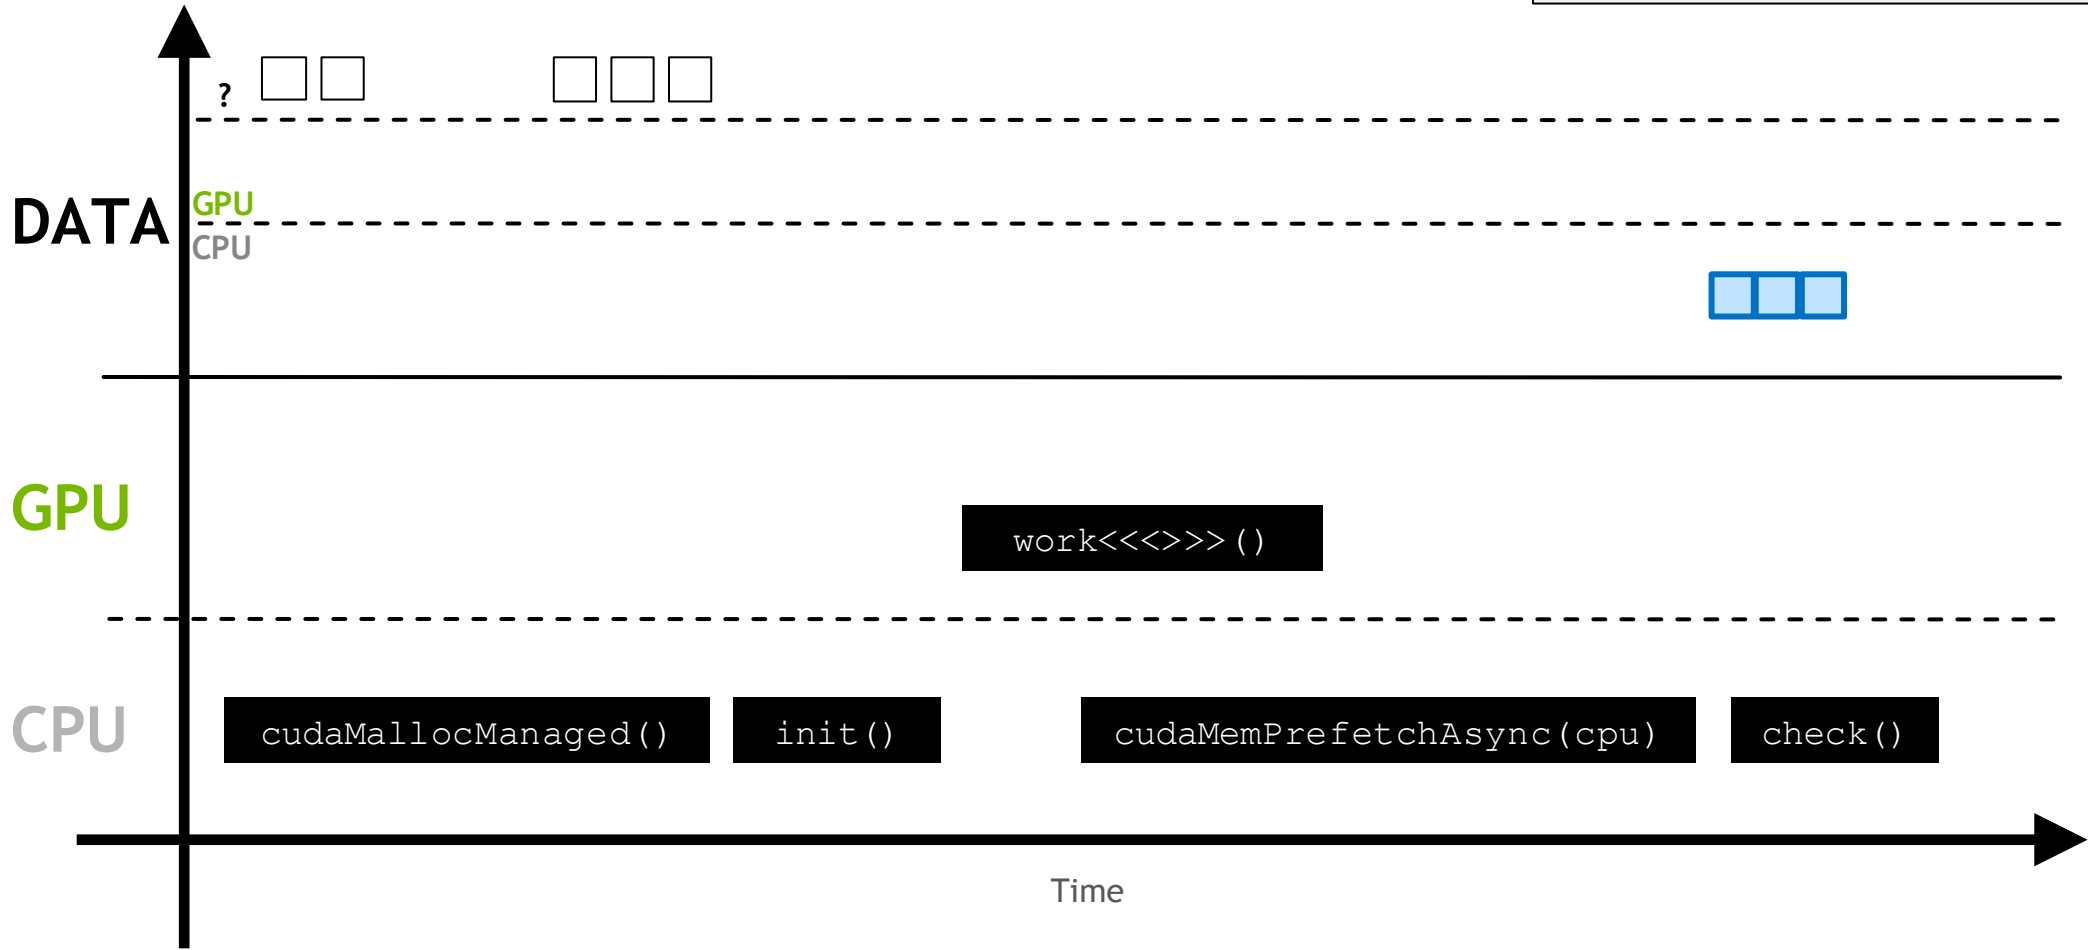 ?
DATA
GPU
CPU
GPU
work<<<>>>()
CPU
cudaMallocManaged()
init()
cudaMemPrefetchAsync(cpu)
check()
Time